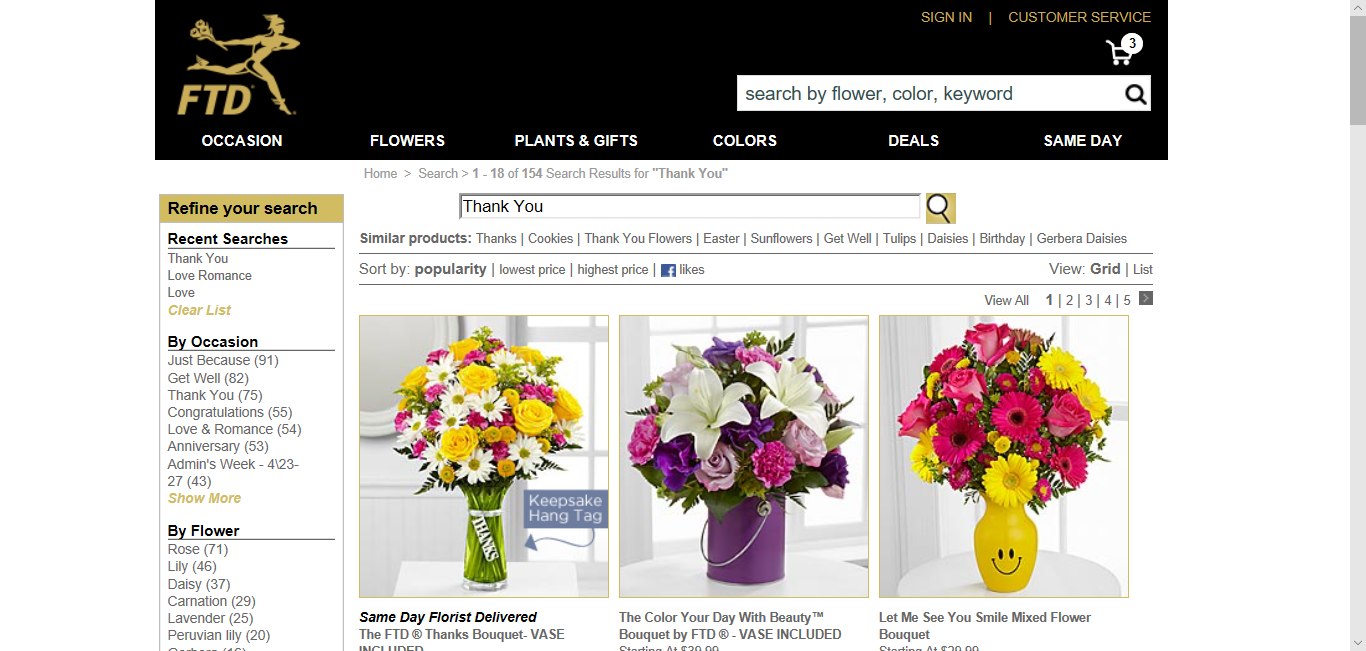 SIGN IN | CUSTOMER SERVICE
3
FTD
search by flower, color, keyword
OCCASION FLOWERS PLANTS & GIFTS COLORS DEALS SAME DAY
Home > Search > 1 - 18 of 154 Search Results for "Thank You"
Refine your search
Recent Searches
Thank You
Love Romance
Love
Clear List
By Occasion
Just Because (91)
Get Well (82)
Thank You (75)
Congratulations (55)
Love & Romance (54)
Anniversary (53)
Admin's Week - 4\23-
27 (43)
Show More
By Flower
Rose (71)
Lily (46)
Daisy (37)
Carnation (29)
Lavender (25)
Peruvian lily (20)
Thank You
Similar products: Thanks | Cookies | Thank You Flowers | Easter | Sunflowers | Get Well | Tulips | Daisies | Birthday | Gerbera Daisies
Sort by: popularity | lowest price | highest price | f likes
View: Grid | List
View All 1 | 2 | 3 | 4 | 5
Keepsake
Hang Tag
THANKS
Same Day Florist Delivered
The FTD ® Thanks Bouquet- VASE
INCLUDED
The Color Your Day With Beauty™
Bouquet by FTD ® - VASE INCLUDED
Starting At $39.99
Let Me See You Smile Mixed Flower
Bouquet
Starting At $29.99